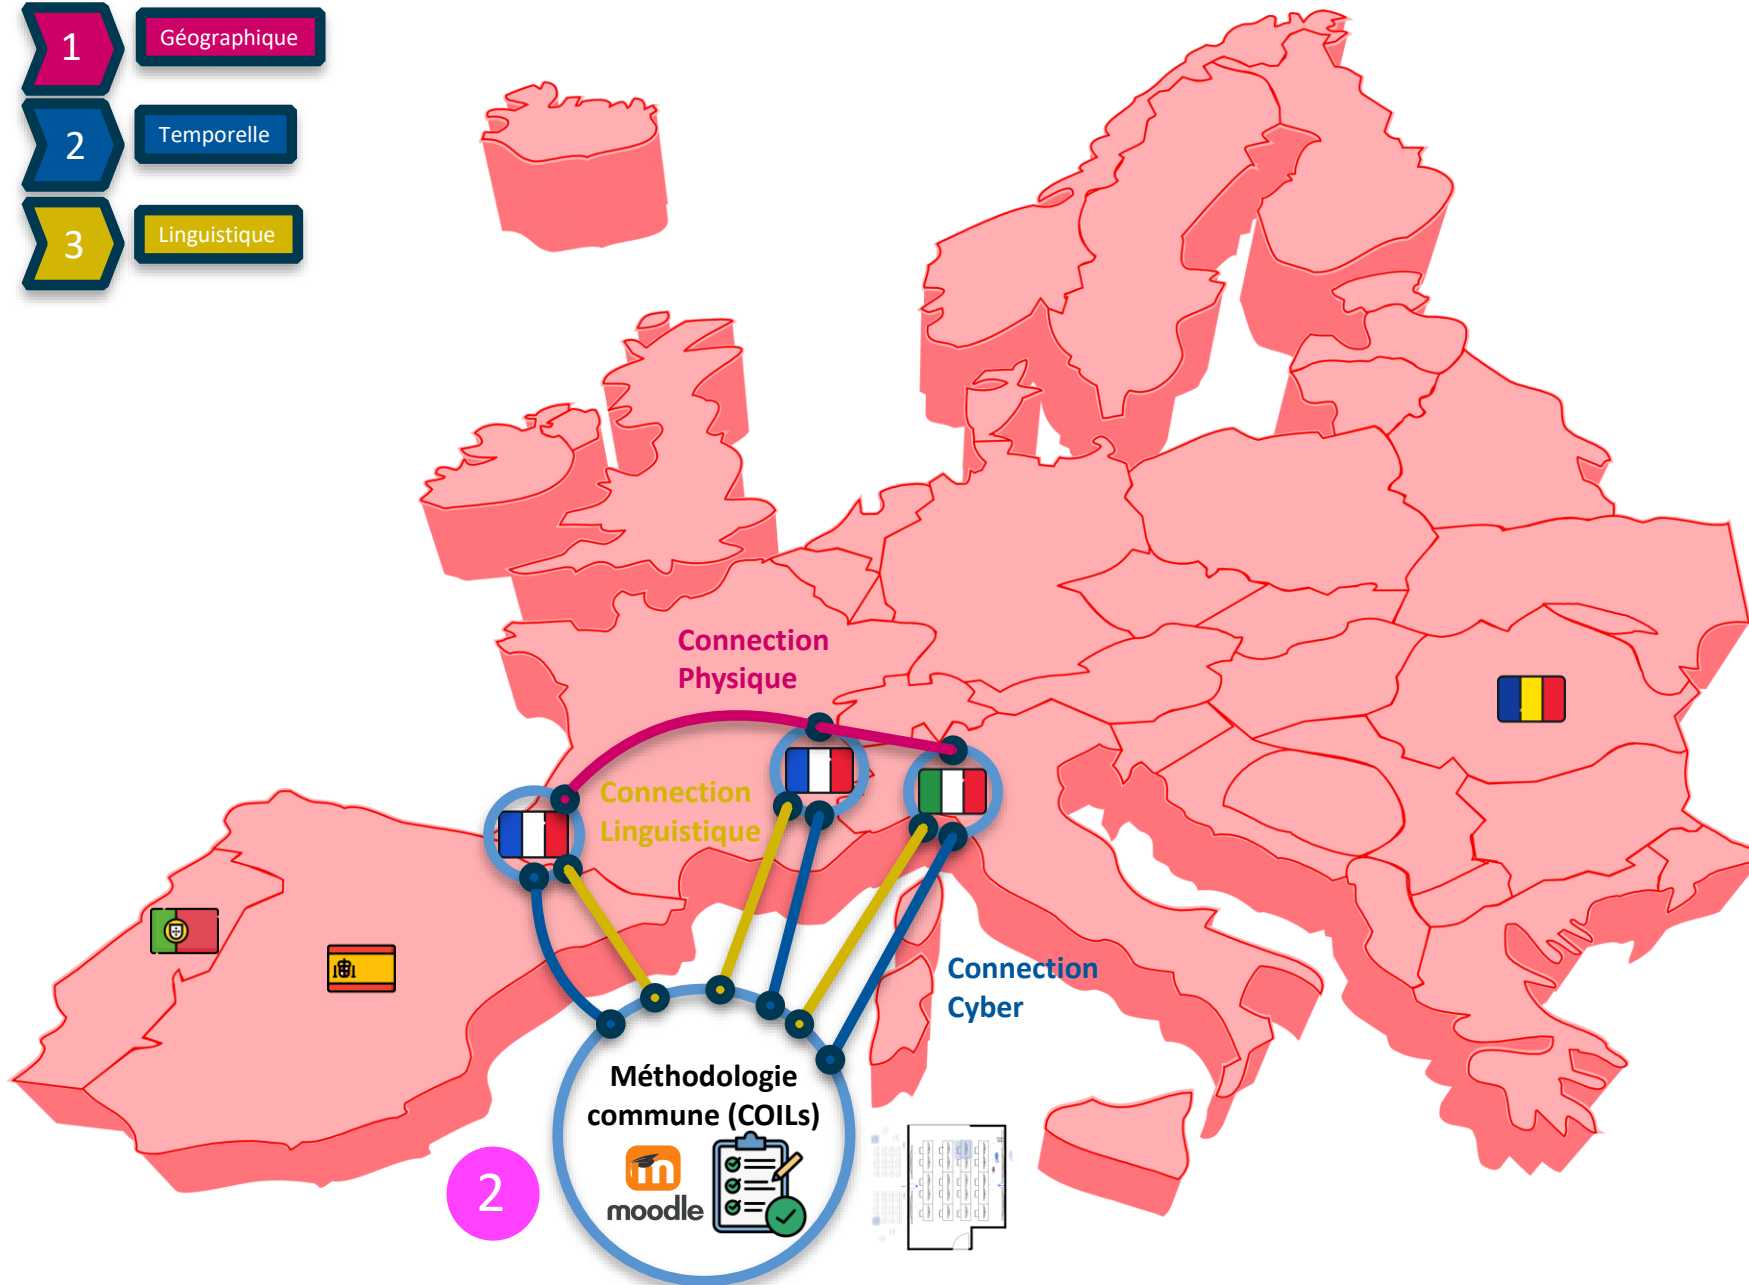 1
Géographique
2
Temporelle
3
Linguistique
Connection
Physique
Connection
Linguistique
Connection
Cyber
Méthodologie
commune (COILs)
moodle
2